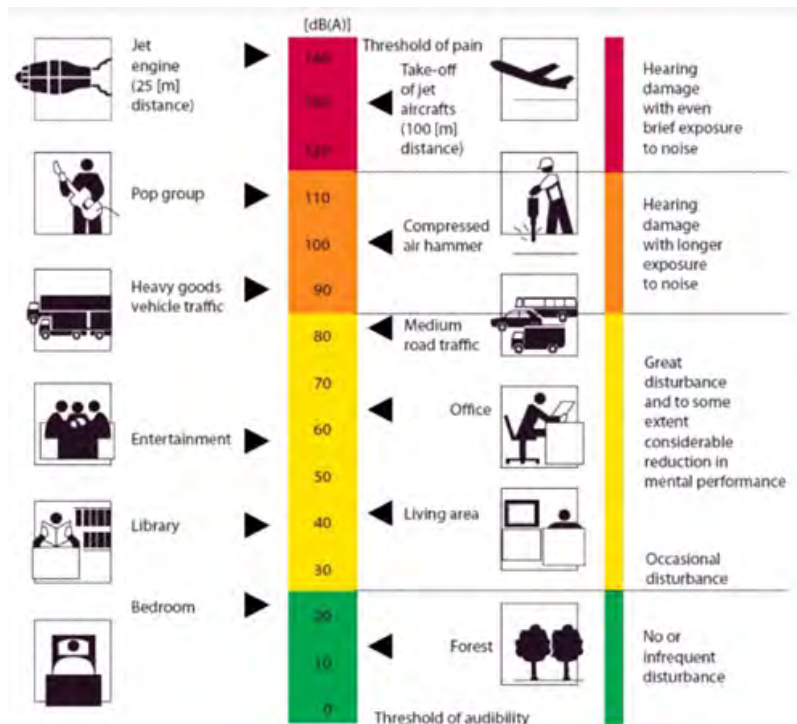 [dB(A)]
Jet
engine
(25 [m]
distance)
Pop group
Heavy goods
vehicle traffic
Entertainment
Library
Bedroom
140
130
120
110
100
90
80
70
60
50
40
30
20
10
0
Threshold of pain
Take-off
of jet
aircrafts
(100 [m]
distance)
Compressed
air hammer
Medium
road traffic
Office
Living area
Forest
Threshold of audibility
Hearing
damage
with even
brief exposure
to noise
Hearing
damage
with longer
exposure
to noise
Great
disturbance
and to some
extent
considerable
reduction in
mental performance
Occasional
disturbance
No or
infrequent
disturbance